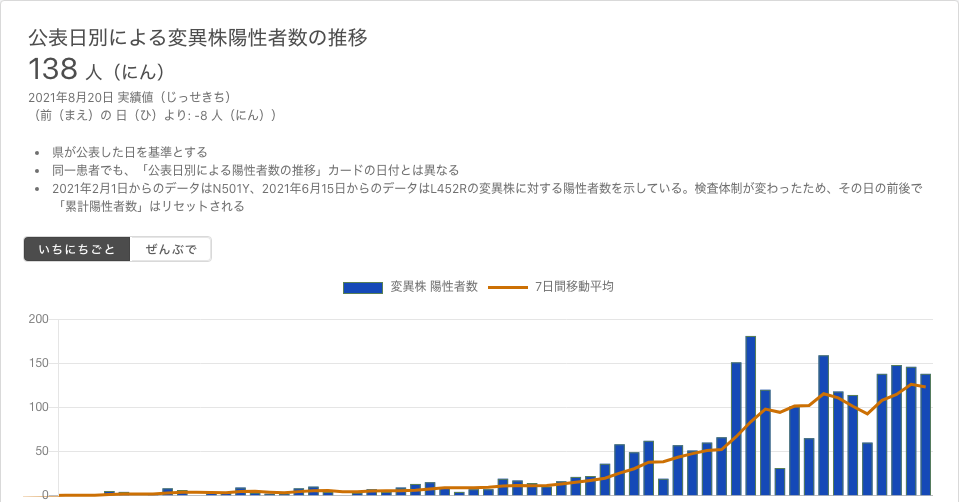 公表日別による変異株陽性者数の推移
138 人（にん）
2021年8月20日 実績値（じっせきち）
（前（まえ）の 日（ひ）より: -8 人（にん））
• 県が公表した日を基準とする
• 同一患者でも、「公表日別による陽性者数の推移」カードの日付とは異なる
• 2021年2月1日からのデータはN501Y、2021年6月15日からのデータはL452Rの変異株に対する陽性者数を示している。検査体制が変わったため、その日の前後で
「累計陽性者数」はリセットされる
いちにちごと ぜんぶで
変異株 陽性者数 7日間移動平均
200
150
100
50
0